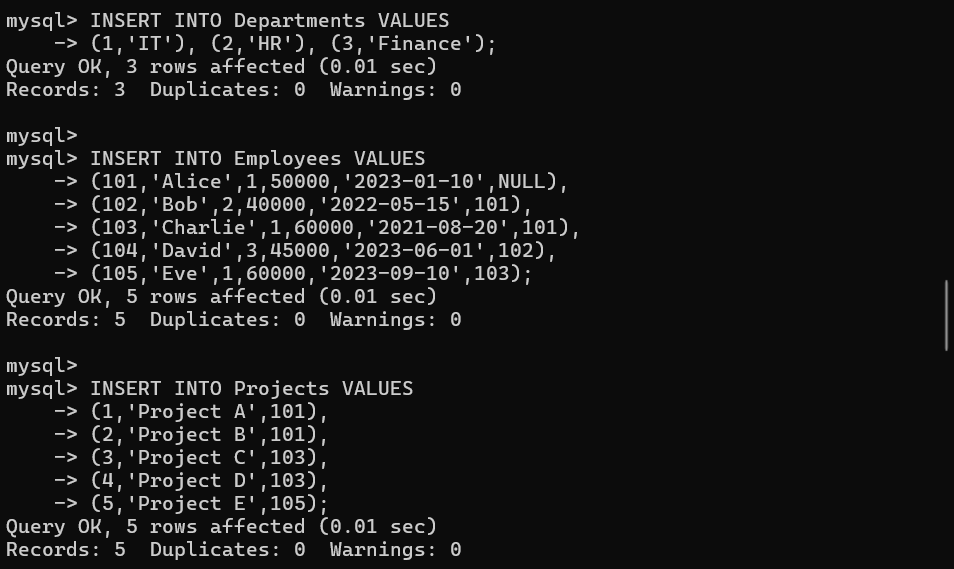 mysql> INSERT INTO Departments VALUES
    -> (1,'IT'), (2,'HR'), (3,'Finance');
Query OK, 3 rows affected (0.01 sec)
Records: 3  Duplicates: 0  Warnings: 0

mysql>
mysql> INSERT INTO Employees VALUES
    -> (101,'Alice',1,50000,'2023-01-10',NULL),
    -> (102,'Bob',2,40000,'2022-05-15',101),
    -> (103,'Charlie',1,60000,'2021-08-20',101),
    -> (104,'David',3,45000,'2023-06-01',102),
    -> (105,'Eve',1,60000,'2023-09-10',103);
Query OK, 5 rows affected (0.01 sec)
Records: 5  Duplicates: 0  Warnings: 0

mysql>
mysql> INSERT INTO Projects VALUES
    -> (1,'Project A',101),
    -> (2,'Project B',101),
    -> (3,'Project C',103),
    -> (4,'Project D',103),
    -> (5,'Project E',105);
Query OK, 5 rows affected (0.01 sec)
Records: 5  Duplicates: 0  Warnings: 0